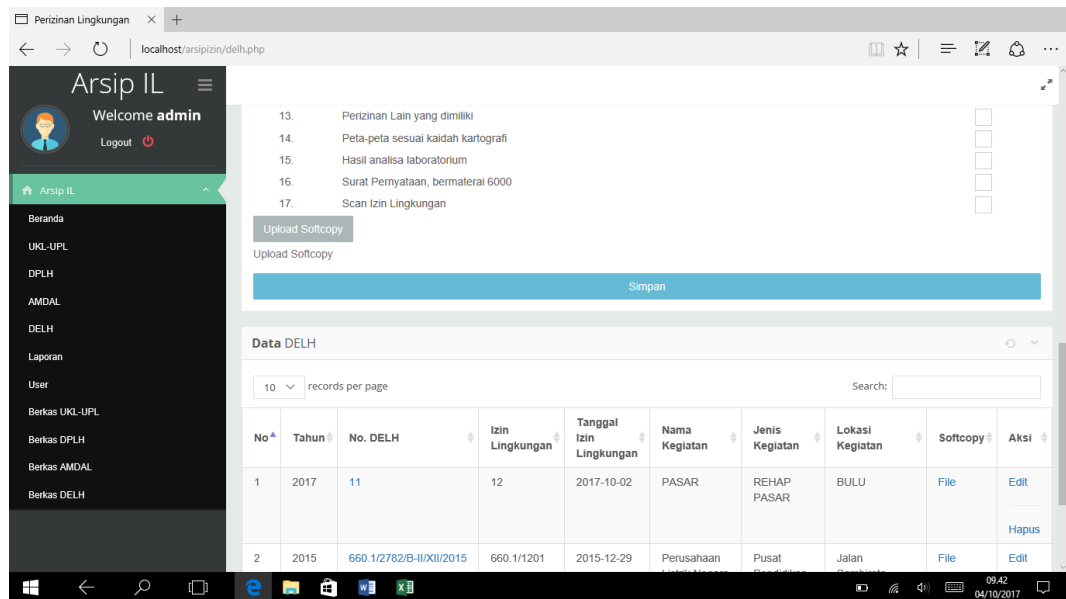 Perizinan Lingkungan
localhost/arsipizin/delh.php
Arsip IL
Welcome admin
Logout
Arsip IL
Beranda
UKL-UPL
DPLH
AMDAL
DELH
Laporan
User
Berkas UKL-UPL
Berkas DPLH
Berkas AMDAL
Berkas DELH
13. Perizinan Lain yang dimiliki
14. Peta-peta sesuai kaidah kartografi
15. Hasil analisa laboratorium
16. Surat Pernyataan, bermaterai 6000
17. Scan Izin Lingkungan
Upload Softcopy
Upload Softcopy
Simpan
Data DELH
10 records per page
Search:
No Tahun No. DELH Izin Lingkungan Tanggal Izin Lingkungan Nama Kegiatan Jenis Kegiatan Lokasi Kegiatan Softcopy Aksi
1 2017 11 12 2017-10-02 PASAR REHAP PASAR BULU File Edit
Hapus
2 2015 660.1/2782/B-II/XII/2015 660.1/1201 2015-12-29 Perusahaan Pusat Jalan File Edit
09.42
04/10/2017